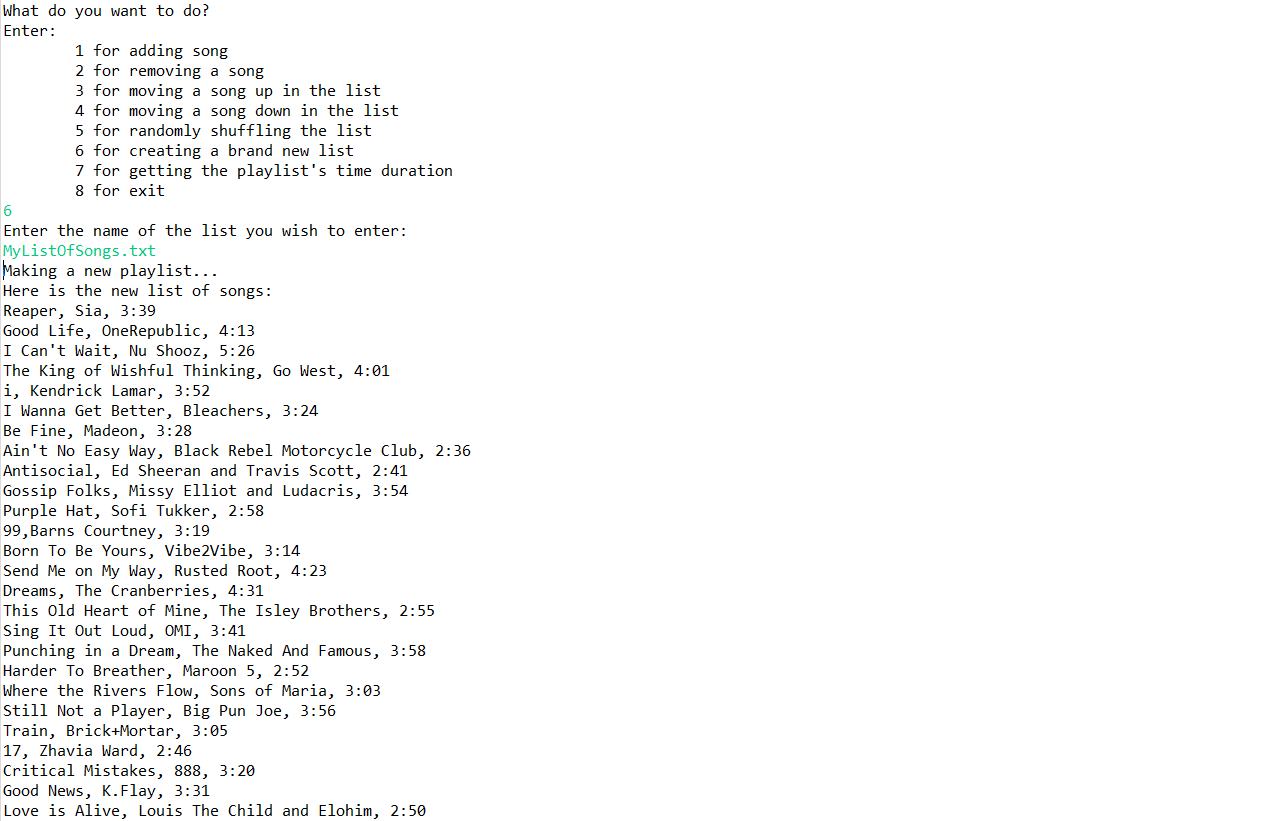 What do you want to do?
Enter:
1 for adding song
2 for removing a song
3 for moving a song up in the list
4 for moving a song down in the list
5 for randomly shuffling the list
6 for creating a brand new list
7 for getting the playlist's time duration
8 for exit
6
Enter the name of the list you wish to enter:
MyListOfSongs.txt
Making a new playlist...
Here is the new list of songs:
Reaper, Sia, 3:39
Good Life, OneRepublic, 4:13
I Can't Wait, Nu Shooz, 5:26
The King of Wishful Thinking, Go West, 4:01
i, Kendrick Lamar, 3:52
I Wanna Get Better, Bleachers, 3:24
Be Fine, Madeon, 3:28
Ain't No Easy Way, Black Rebel Motorcycle Club, 2:36
Antisocial, Ed Sheeran and Travis Scott, 2:41
Gossip Folks, Missy Elliot and Ludacris, 3:54
Purple Hat, Sofi Tukker, 2:58
99,Barns Courtney, 3:19
Born To Be Yours, Vibe2Vibe, 3:14
Send Me on My Way, Rusted Root, 4:23
Dreams, The Cranberries, 4:31
This Old Heart of Mine, The Isley Brothers, 2:55
Sing It Out Loud, OMI, 3:41
Punching in a Dream, The Naked And Famous, 3:58
Harder To Breather, Maroon 5, 2:52
Where the Rivers Flow, Sons of Maria, 3:03
Still Not a Player, Big Pun Joe, 3:56
Train, Brick+Mortar, 3:05
17, Zhavia Ward, 2:46
Critical Mistakes, 888, 3:20
Good News, K.Flay, 3:31
Love is Alive, Louis The Child and Elohim, 2:50